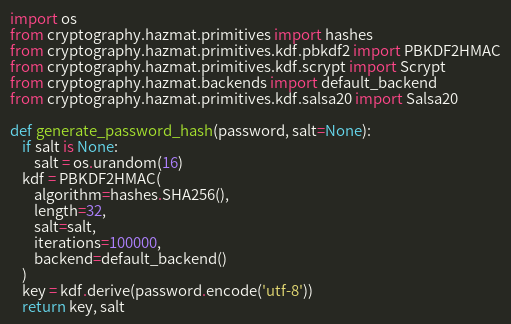 import os
from cryptography.hazmat.primitives import hashes
from cryptography.hazmat.primitives.kdf.pbkdf2 import PBKDF2HMAC
from cryptography.hazmat.primitives.kdf.scrypt import Scrypt
from cryptography.hazmat.backends import default_backend
from cryptography.hazmat.primitives.kdf.salsa20 import Salsa20

def generate_password_hash(password, salt=None):
    if salt is None:
        salt = os.urandom(16)
    kdf = PBKDF2HMAC(
        algorithm=hashes.SHA256(),
        length=32,
        salt=salt,
        iterations=100000,
        backend=default_backend()
    )
    key = kdf.derive(password.encode('utf-8'))
    return key, salt